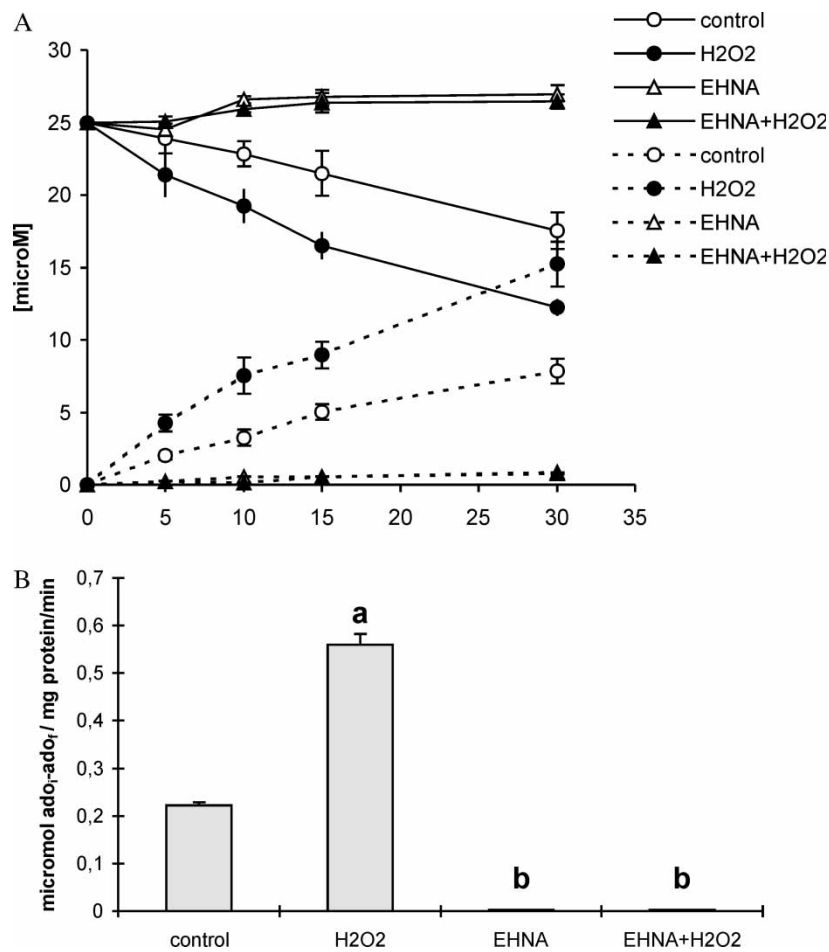 A
control
H2O2
EHNA
EHNA+H2O2
control
H2O2
EHNA
EHNA+H2O2
[microM]
30
25
20
15
10
5
0
0 5 10 15 20 25 30 35
B
micromol adoi-adof / mg protein/min
0,7
0,6
0,5
0,4
0,3
0,2
0,1
0
a
b b
control H2O2 EHNA EHNA+H2O2